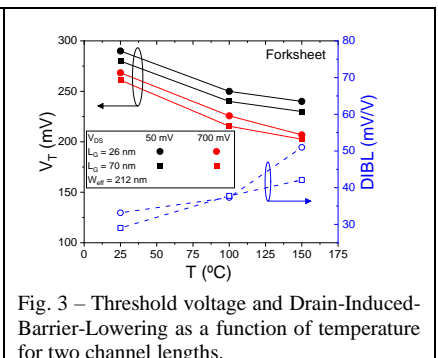 Forksheet
300
250
200
150
100
V_T (mV)
80
70
60
50
40
30
DIBL (mV/V)
V_DS 50 mV 700 mV
L_G = 26 nm
L_G = 70 nm
W_eff = 212 nm
0 25 50 75 100 125 150 175
T (ºC)
Fig. 3 – Threshold voltage and Drain-Induced-
Barrier-Lowering as a function of temperature
for two channel lengths.